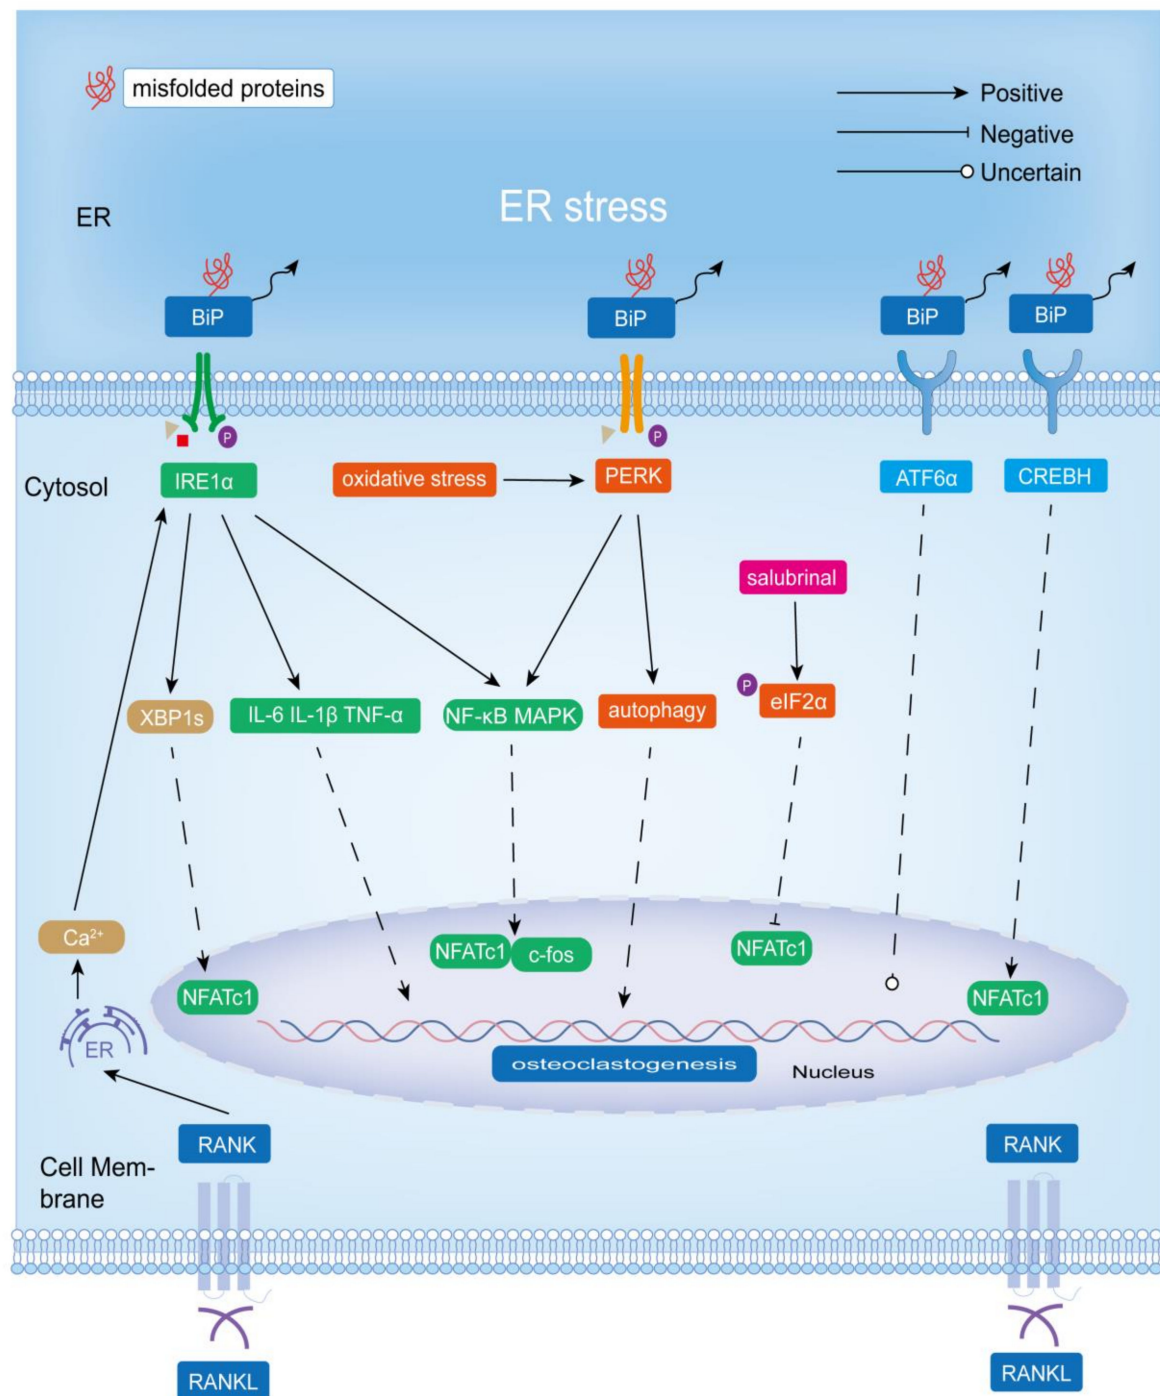 misfolded proteins
Positive
Negative
Uncertain
ER
ER stress
BiP
BiP
BiP
BiP
P
P
Cytosol
IRE1α
oxidative stress
PERK
ATF6α
CREBH
salubrinal
P
eIF2α
XBP1s
IL-6 IL-1β TNF-α
NF-κB MAPK
autophagy
Ca²⁺
NFATc1
c-fos
NFATc1
NFATc1
NFATc1
ER
osteoclastogenesis
Nucleus
RANK
RANK
Cell Mem-
brane
RANKL
RANKL